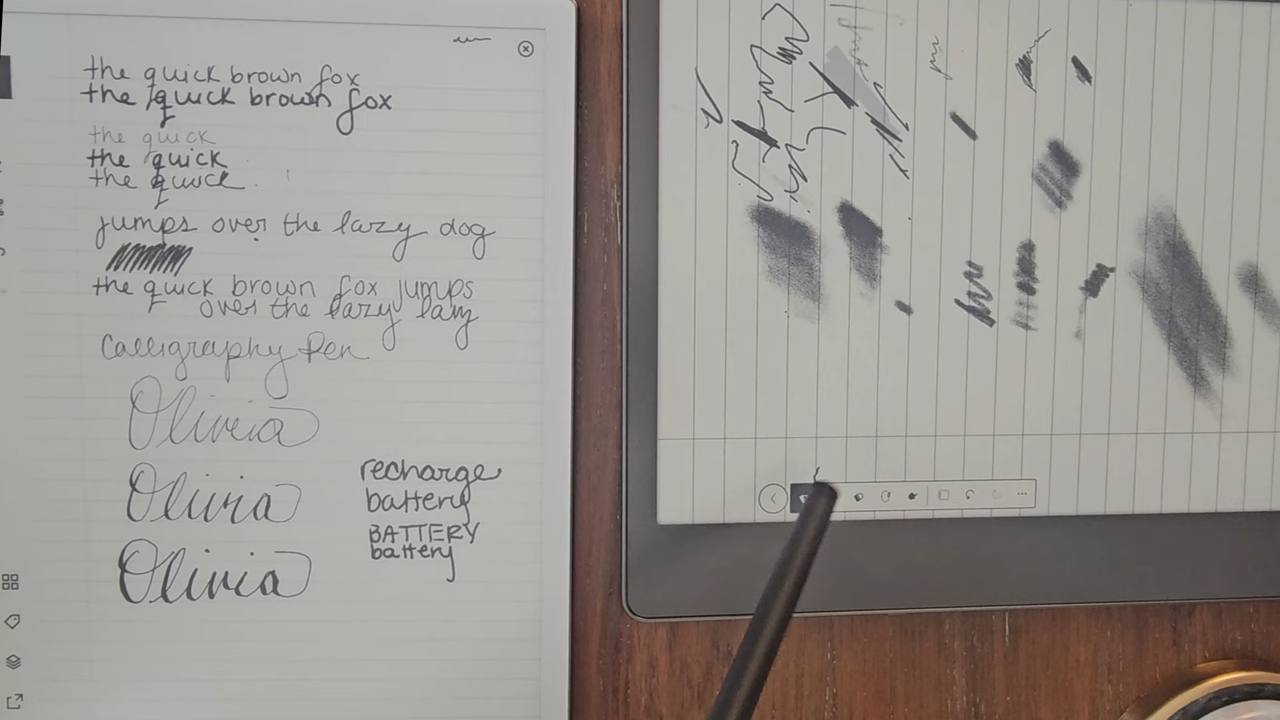 the quick brown fox
the quick brown fox
the quick
the quick
the quick
jumps over the lazy dog
the quick brown fox jumps
over the lazy lazy
Calligraphy Pen
Olivia
Olivia
Olivia
recharge
battery
BATTERY
battery